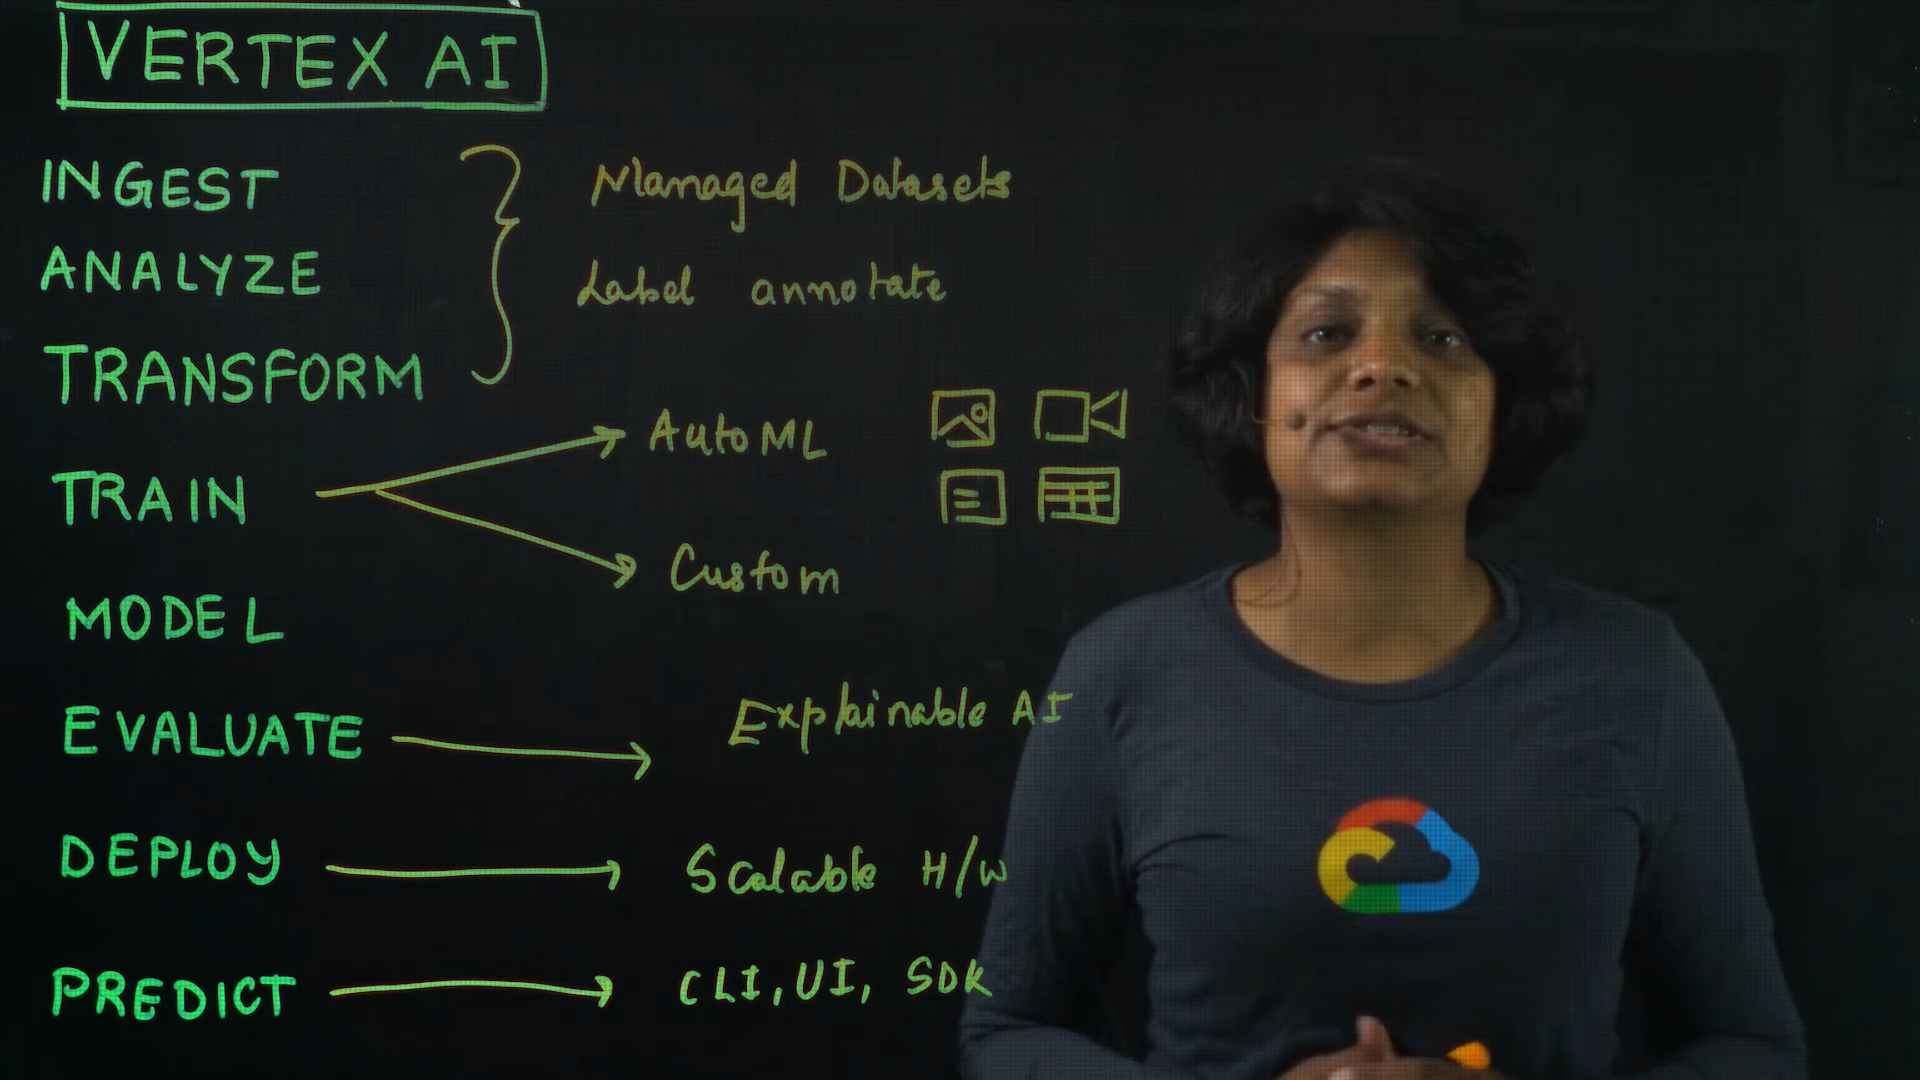 VERTEX AI
INGEST
ANALYZE
TRANSFORM
Managed Datasets
Label annotate
TRAIN
AutoML
Custom
MODEL
EVALUATE
Explainable AI
DEPLOY
Scalable H/W
PREDICT
CLI, UI, SDK